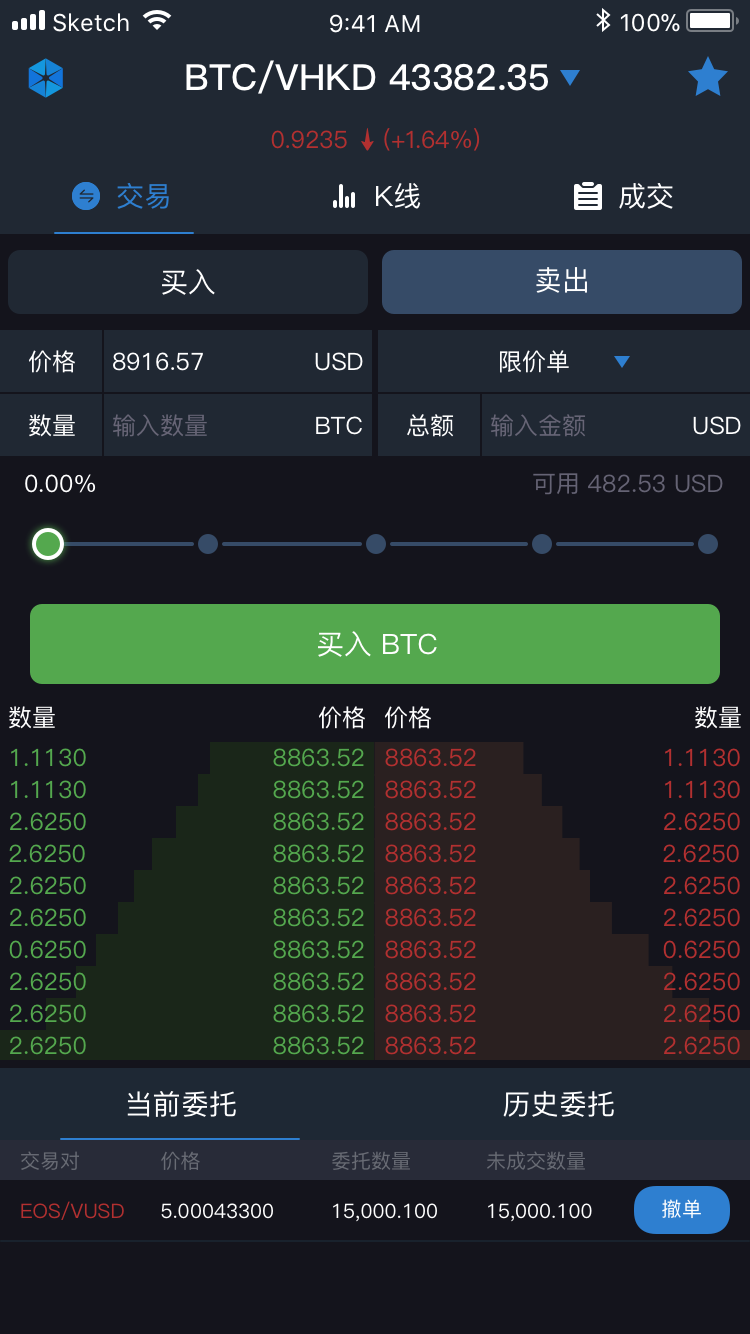 Sketch 9:41 AM 100%
BTC/VHKD 43382.35
0.9235 (+1.64%)
交易 K线 成交
买入 卖出
价格 8916.57 USD 限价单
数量 输入数量 BTC 总额 输入金额 USD
0.00% 可用 482.53 USD
买入 BTC
数量 价格 价格 数量
1.1130 8863.52 8863.52 1.1130
1.1130 8863.52 8863.52 1.1130
2.6250 8863.52 8863.52 2.6250
2.6250 8863.52 8863.52 2.6250
2.6250 8863.52 8863.52 2.6250
2.6250 8863.52 8863.52 2.6250
0.6250 8863.52 8863.52 0.6250
2.6250 8863.52 8863.52 2.6250
2.6250 8863.52 8863.52 2.6250
2.6250 8863.52 8863.52 2.6250
当前委托 历史委托
交易对 价格 委托数量 未成交数量
EOS/VUSD 5.00043300 15,000.100 15,000.100 撤单